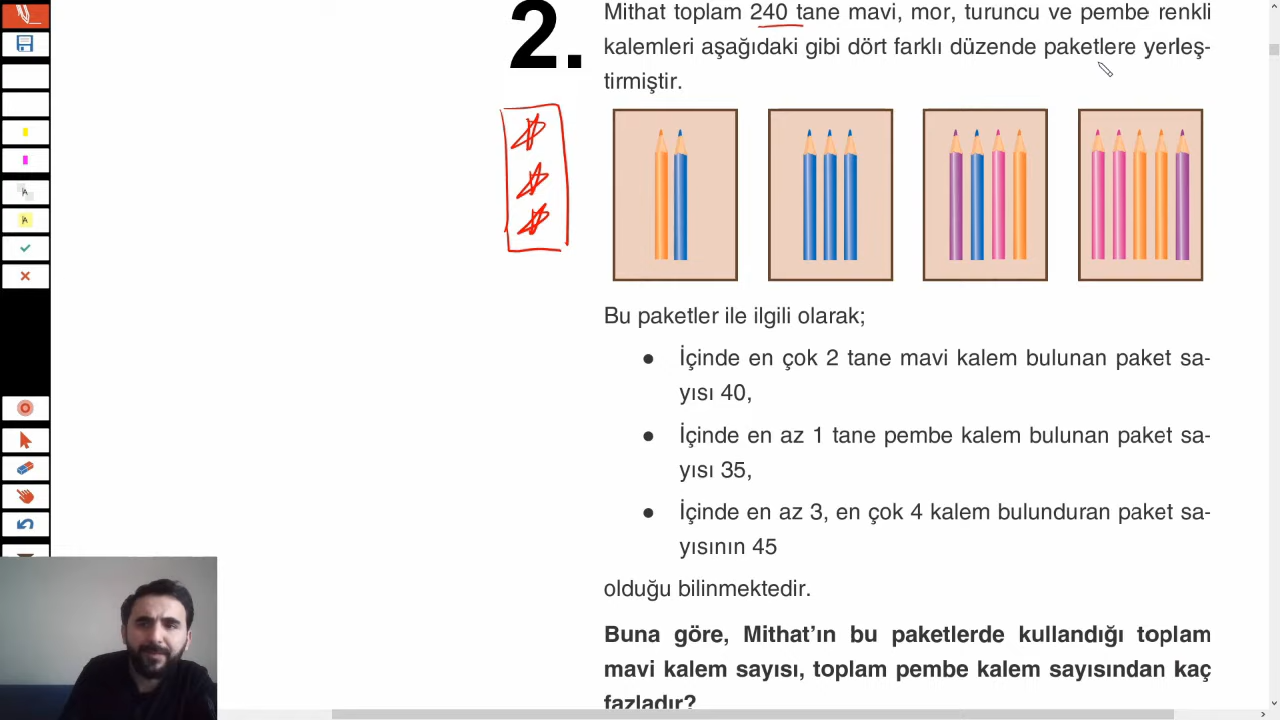 2.
Mithat toplam 240 tane mavi, mor, turuncu ve pembe renkli
kalemleri aşağıdaki gibi dört farklı düzende paketlere yerleş-
tirmiştir.
Bu paketler ile ilgili olarak;
● İçinde en çok 2 tane mavi kalem bulunan paket sa-
yısı 40,
● İçinde en az 1 tane pembe kalem bulunan paket sa-
yısı 35,
● İçinde en az 3, en çok 4 kalem bulunduran paket sa-
yısının 45
olduğu bilinmektedir.
Buna göre, Mithat'ın bu paketlerde kullandığı toplam
mavi kalem sayısı, toplam pembe kalem sayısından kaç
fazladır?